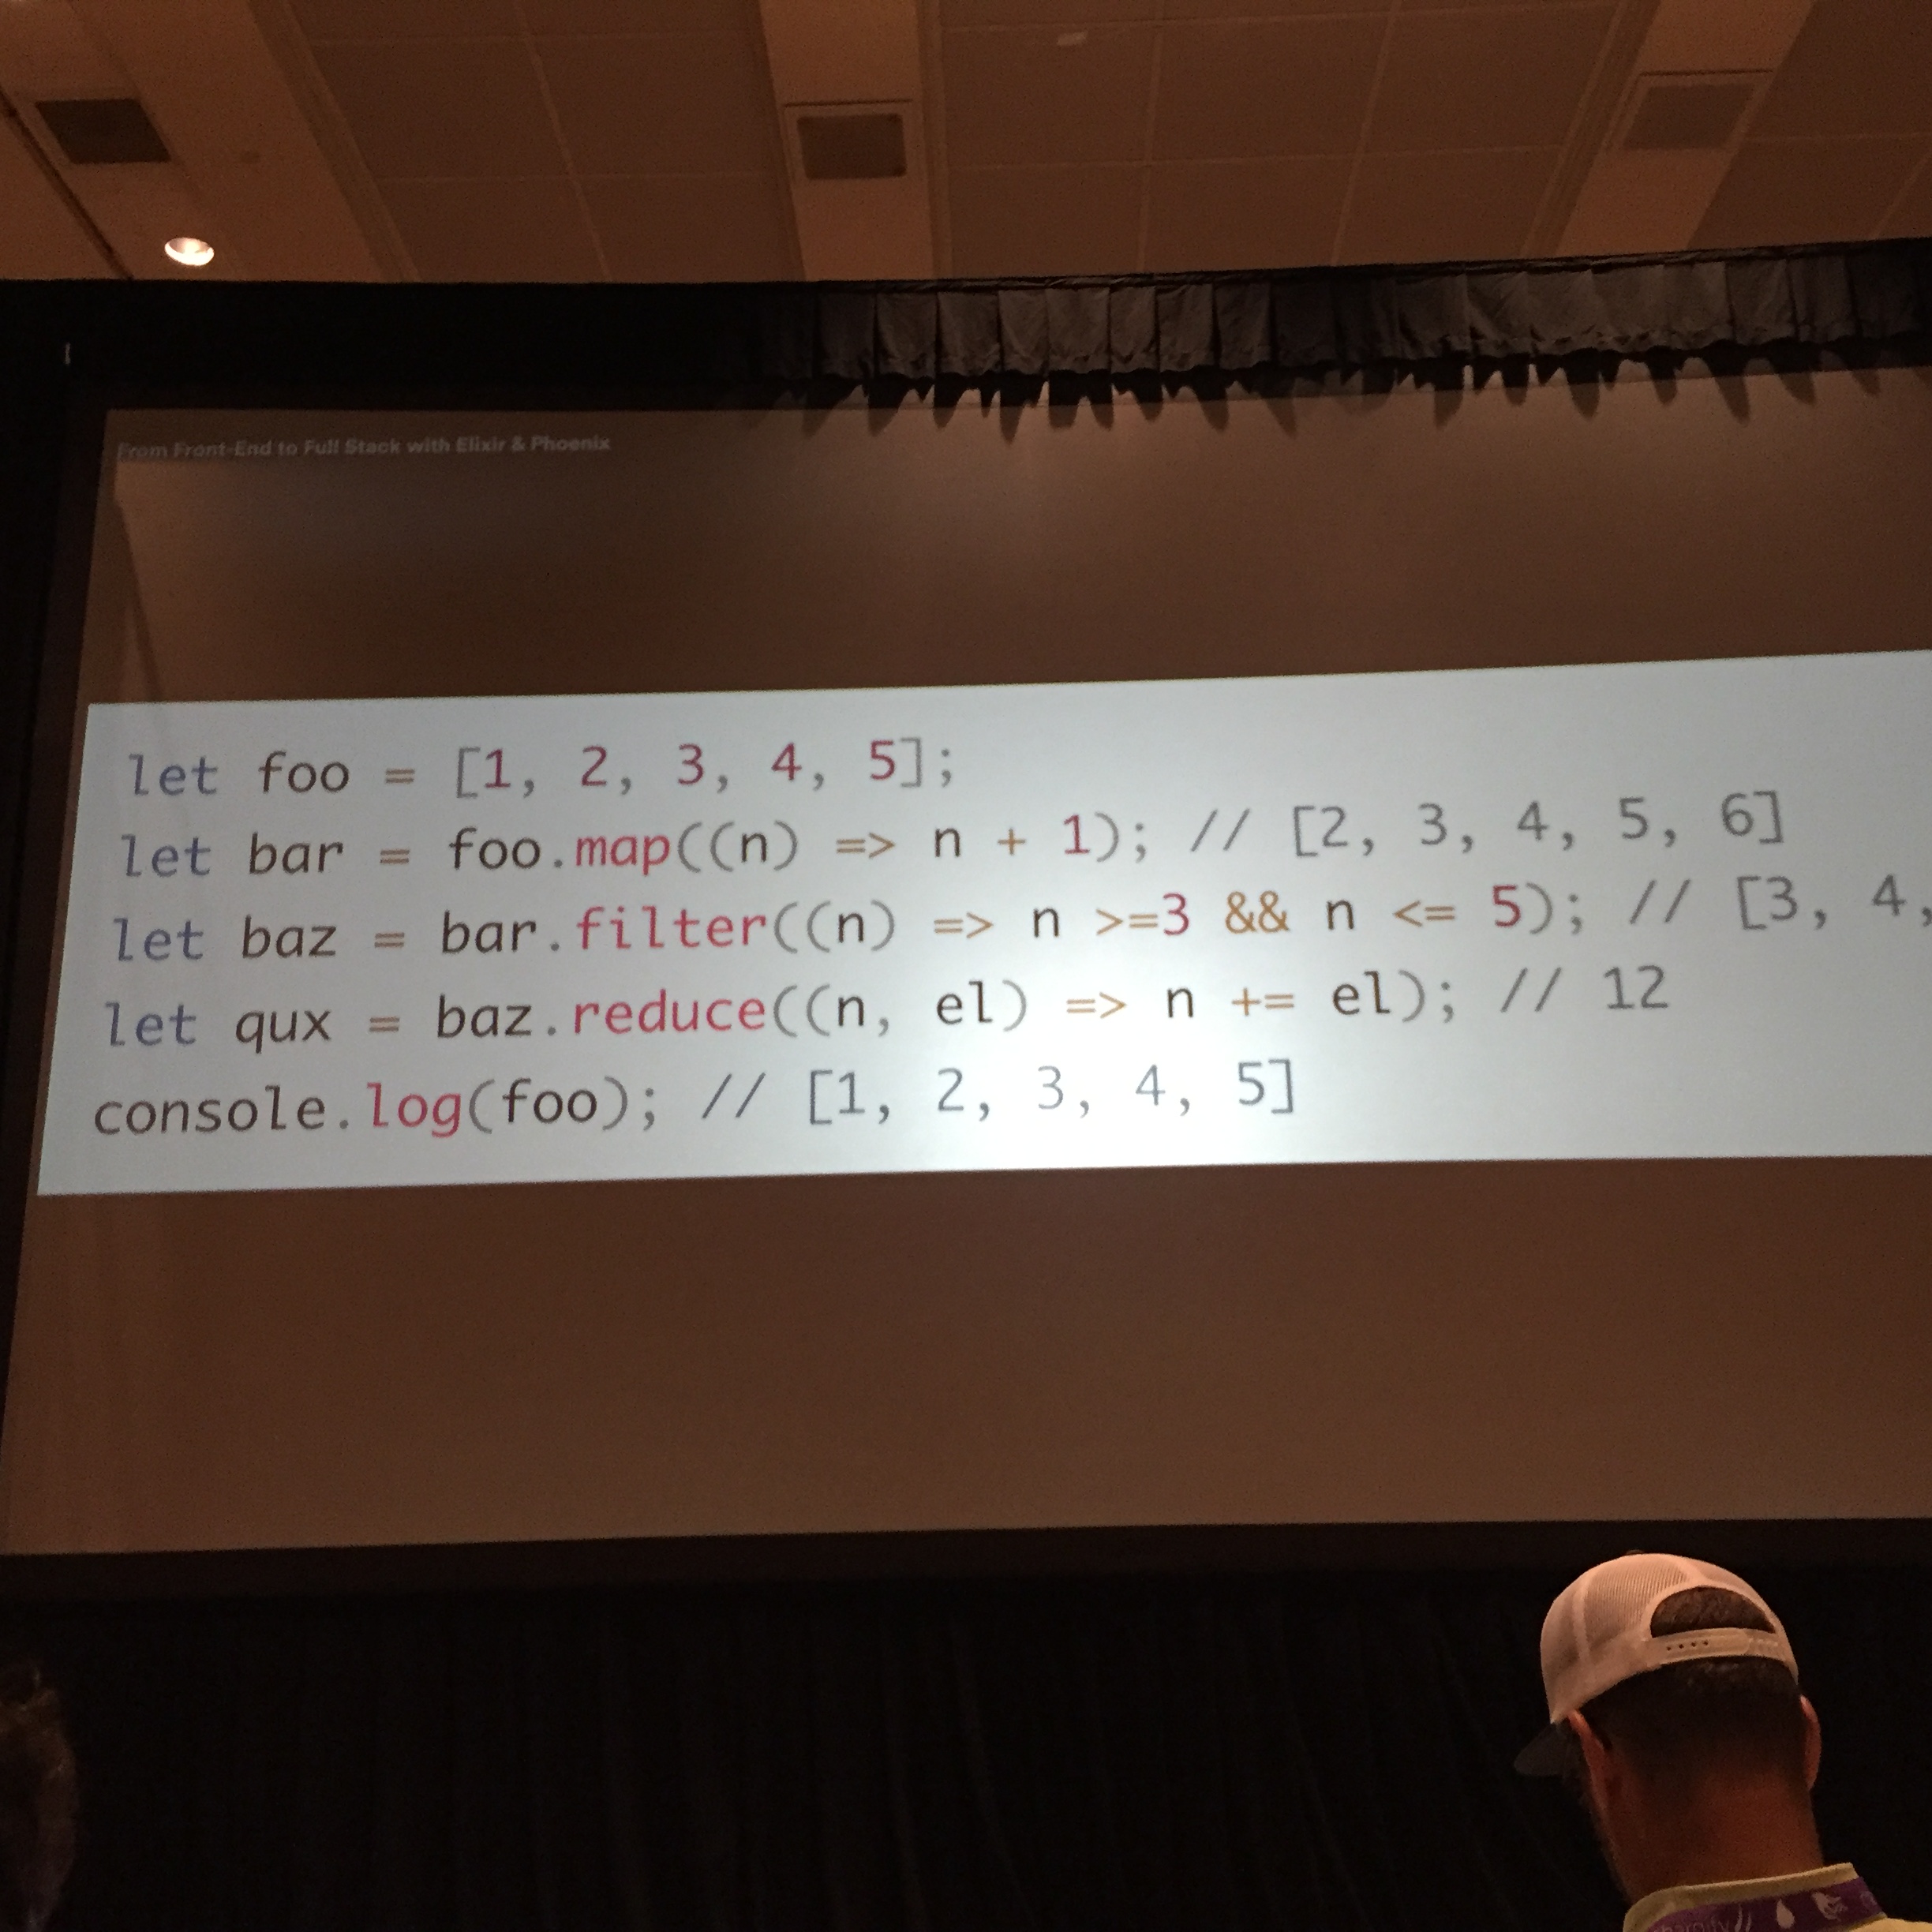 From Front-End to Full Stack with Elixir & Phoenix
let foo = [1, 2, 3, 4, 5];
let bar = foo.map((n) => n + 1); // [2, 3, 4, 5, 6]
let baz = bar.filter((n) => n >=3 && n <= 5); // [3, 4,
let qux = baz.reduce((n, el) => n += el); // 12
console.log(foo); // [1, 2, 3, 4, 5]